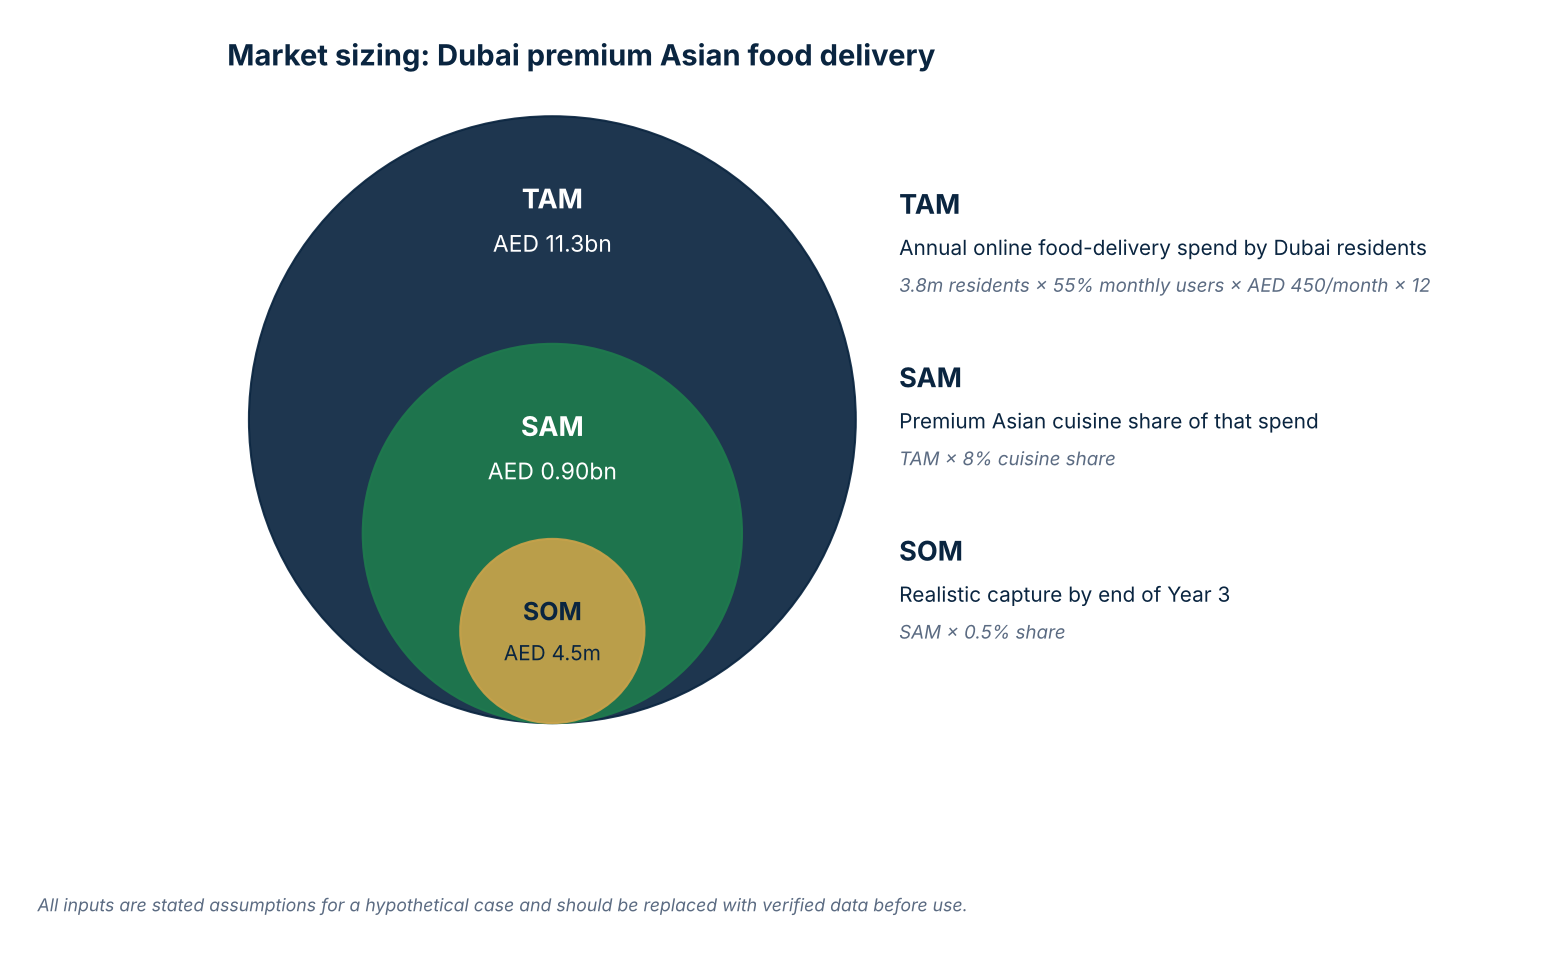 Market sizing: Dubai premium Asian food delivery
TAM
AED 11.3bn
SAM
AED 0.90bn
SOM
AED 4.5m
TAM
Annual online food-delivery spend by Dubai residents
3.8m residents × 55% monthly users × AED 450/month × 12
SAM
Premium Asian cuisine share of that spend
TAM × 8% cuisine share
SOM
Realistic capture by end of Year 3
SAM × 0.5% share
All inputs are stated assumptions for a hypothetical case and should be replaced with verified data before use.